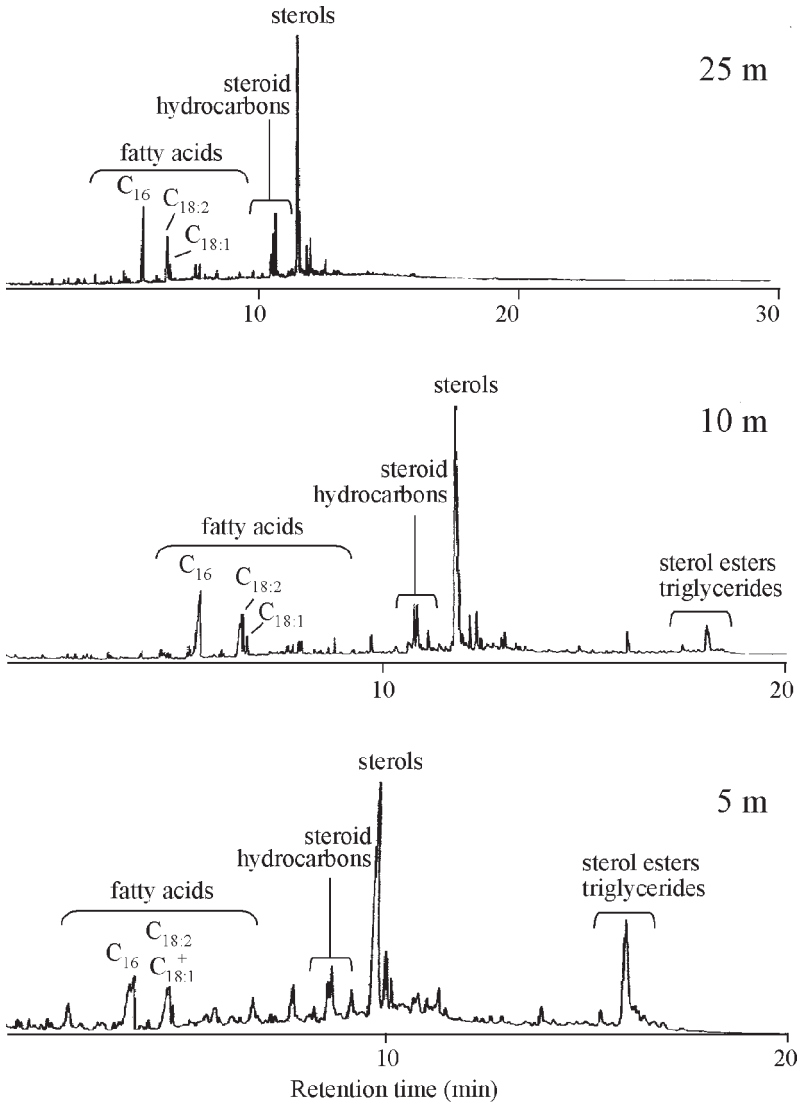 sterols
25 m
steroid
hydrocarbons
fatty acids
C16
C18:2
C18:1
10
20
30
sterols
10 m
steroid
hydrocarbons
fatty acids
C16
C18:2
C18:1
sterol esters
triglycerides
10
20
sterols
5 m
steroid
hydrocarbons
sterol esters
triglycerides
fatty acids
C16
C18:2
+
C18:1
10
20
Retention time (min)